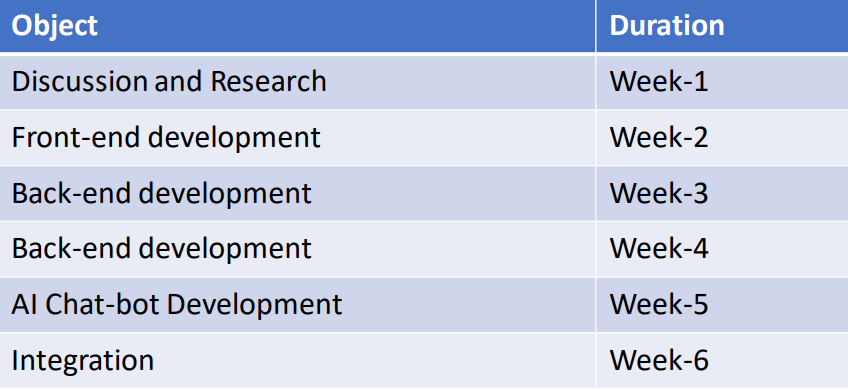 Object Duration
Discussion and Research Week-1
Front-end development Week-2
Back-end development Week-3
Back-end development Week-4
AI Chat-bot Development Week-5
Integration Week-6